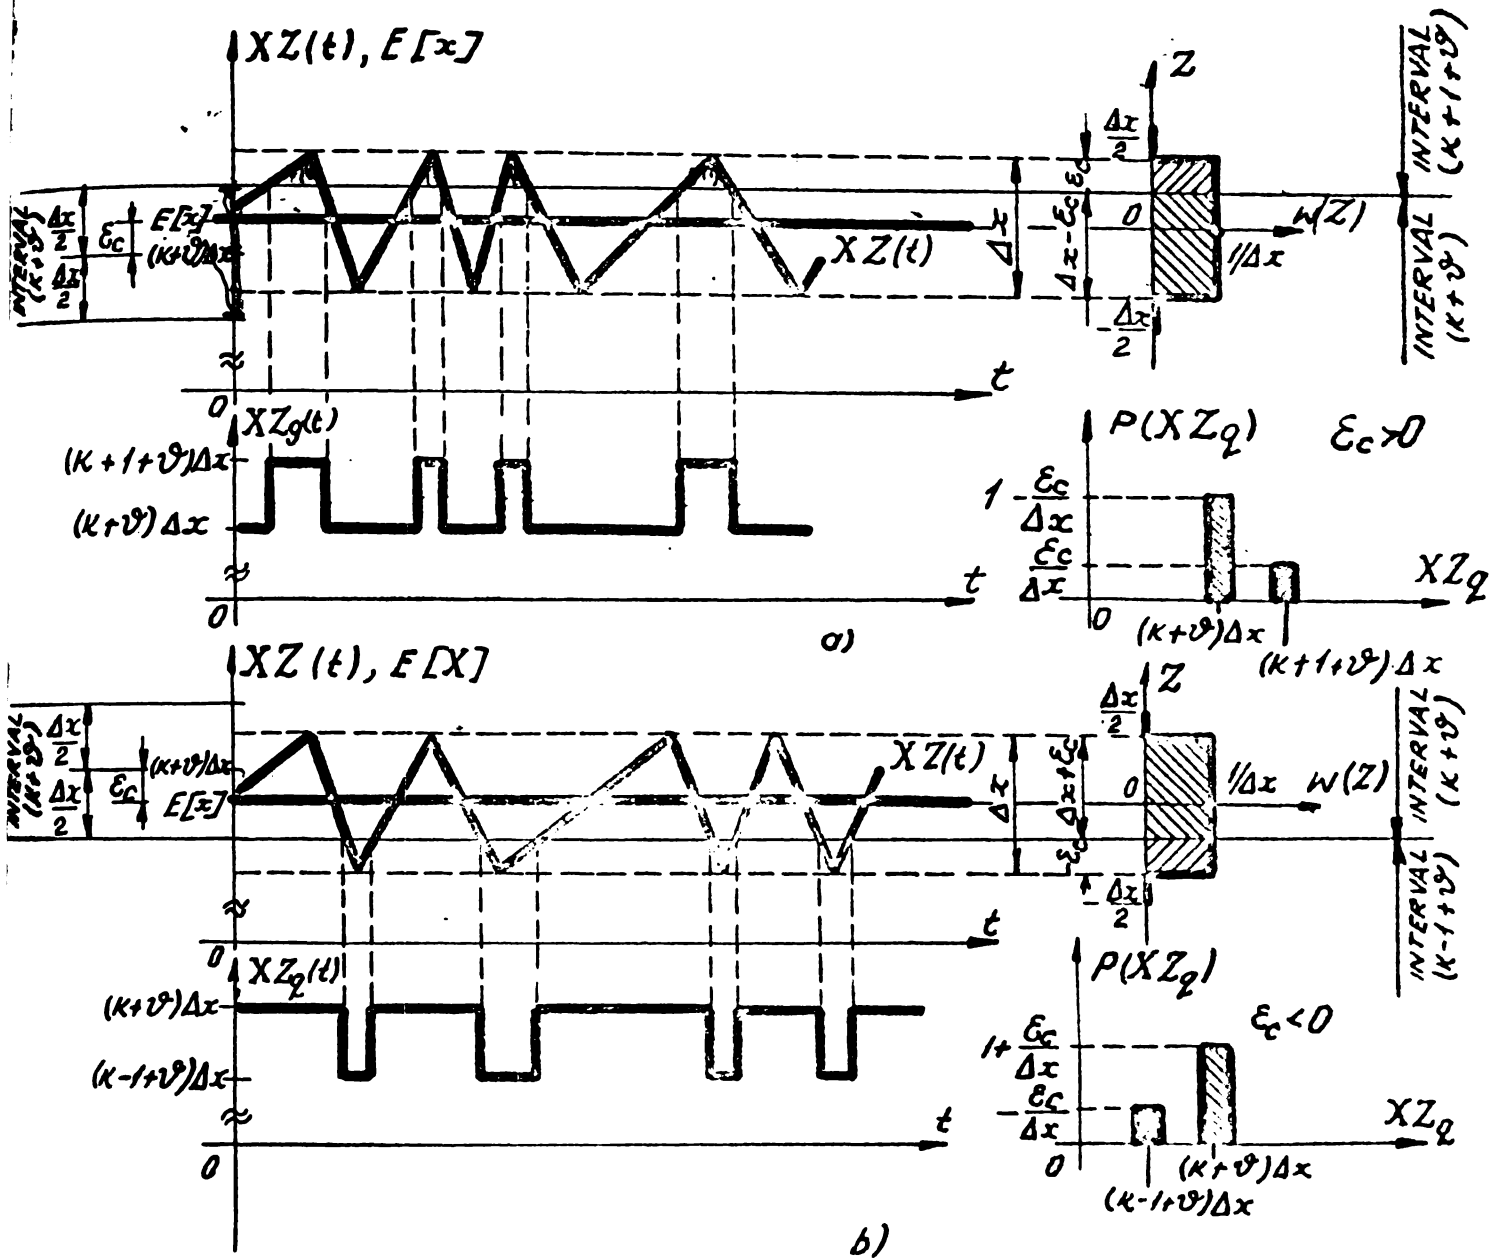 XZ(t), E[x]
Z
INTERVAL
(K+1+ϑ)
Δx/2
INTERVAL
(K+ϑ)
Δx/2
Δx/2
E[x]
εc
(K+ϑ)Δx
XZ(t)
Δx
εc
Δx-εc
0
w(Z)
1/Δx
-Δx/2
INTERVAL
(K+ϑ)
t
0
XZq(t)
(K+1+ϑ)Δx
(K+ϑ)Δx
t
0
P(XZq)
εc>0
1-εc/Δx
εc/Δx
XZq
0
(K+ϑ)Δx
(K+1+ϑ)Δx
a)
XZ(t), E[X]
Z
INTERVAL
(K+ϑ)
Δx/2
Δx/2
εc
(K+ϑ)Δx
E[x]
XZ(t)
Δx
Δx+εc
-εc
Δx/2
0
1/Δx
w(Z)
-Δx/2
INTERVAL
(K+ϑ)
INTERVAL
(K-1+ϑ)
t
0
XZq(t)
(K+ϑ)Δx
(K-1+ϑ)Δx
t
0
P(XZq)
εc<0
1+εc/Δx
-εc/Δx
XZq
0
(K+ϑ)Δx
(K-1+ϑ)Δx
b)